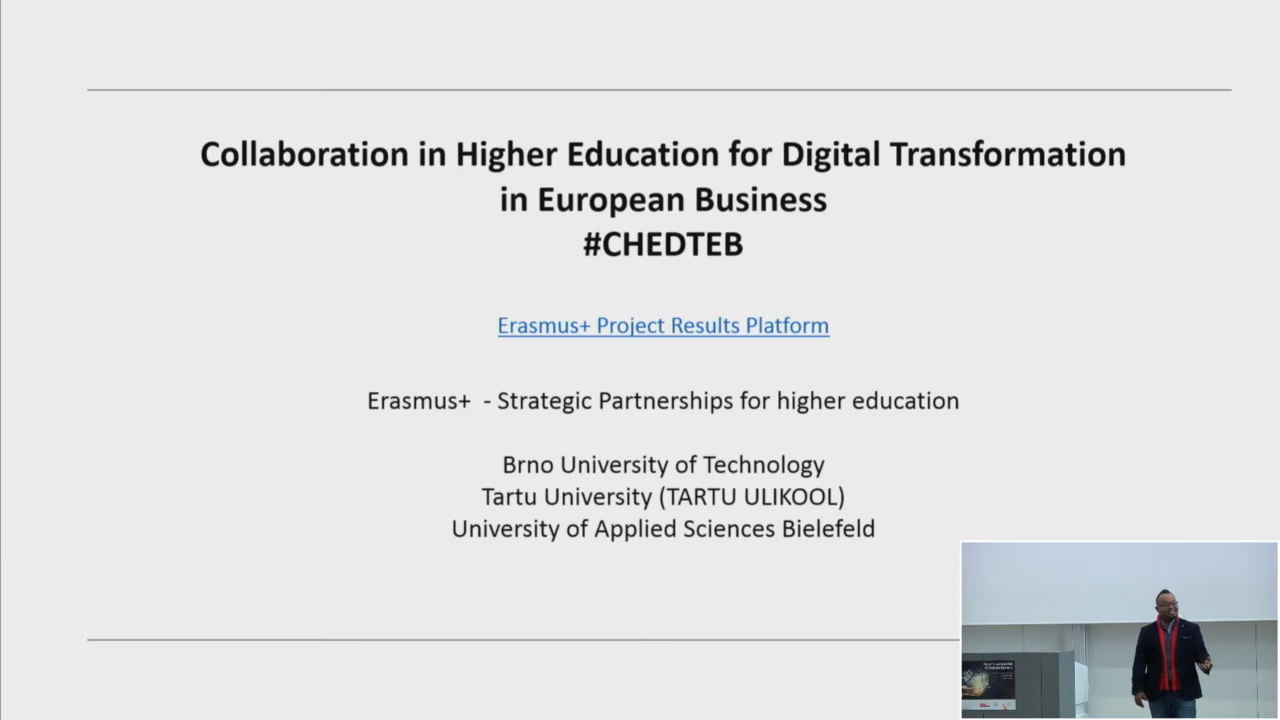 Collaboration in Higher Education for Digital Transformation
in European Business
#CHEDTEB
Erasmus+ Project Results Platform
Erasmus+ - Strategic Partnerships for higher education
Brno University of Technology
Tartu University (TARTU ULIKOOL)
University of Applied Sciences Bielefeld